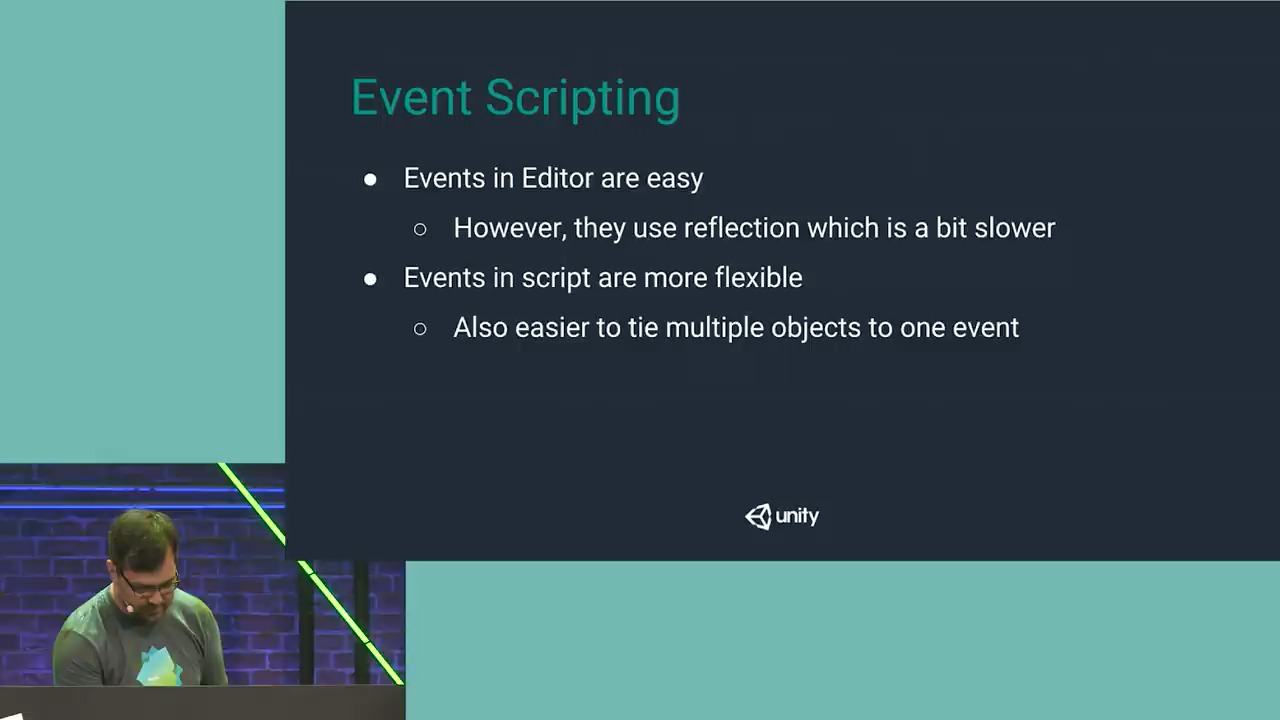 Event Scripting
● Events in Editor are easy
○ However, they use reflection which is a bit slower
● Events in script are more flexible
○ Also easier to tie multiple objects to one event
unity